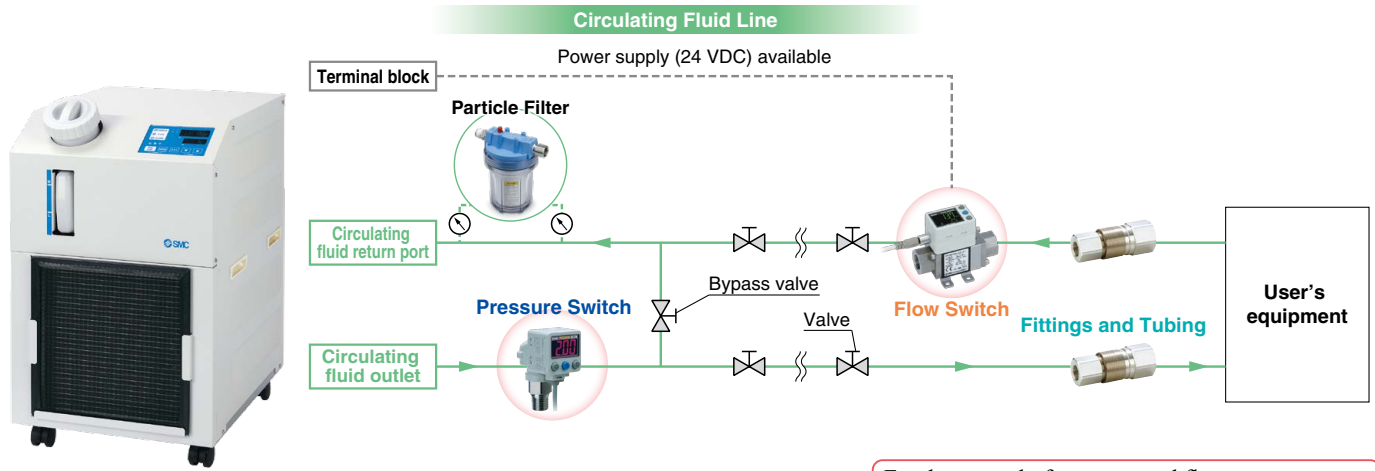 Circulating Fluid Line
Power supply (24 VDC) available
Terminal block
Particle Filter
Circulating
fluid return port
SMC
Bypass valve
Pressure Switch
Flow Switch
Valve
Fittings and Tubing
User's
equipment
Circulating
fluid outlet
200